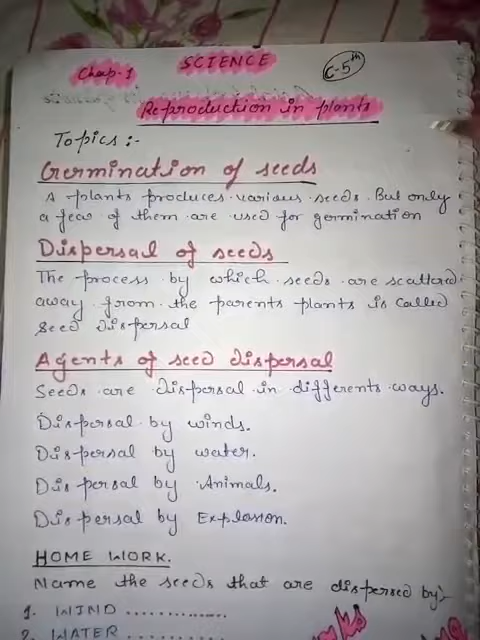 Chap-1 SCIENCE C-5th
Reproduction in plants
Topics:-
Germination of seeds
A plants produces various seeds. But only
a few of them are used for germination
Dispersal of seeds
The process by which seeds are scattered
away from the parents plants is called
seed dispersal
Agents of seed dispersal
Seeds are dispersal in differents ways.
Dispersal by winds.
Dispersal by water.
Dispersal by Animals.
Dispersal by Explosion.
HOME WORK.
Name the seeds that are dispersed by:-
1. WIND ..............
2. WATER ..............